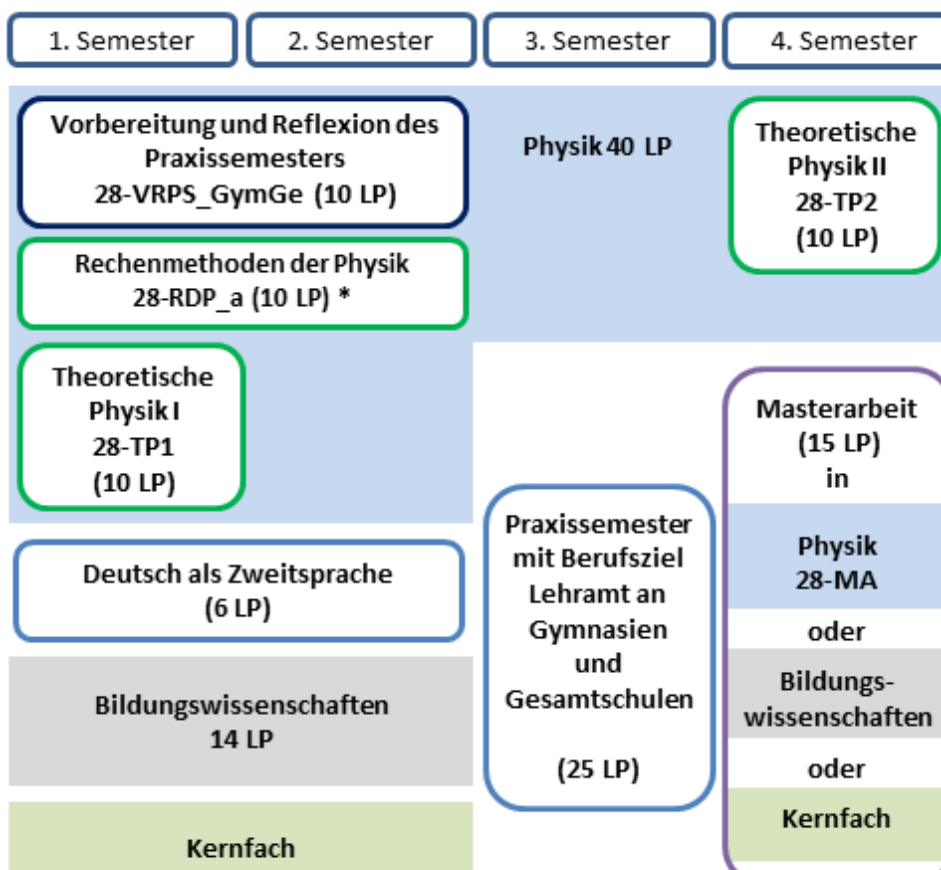 1. Semester
2. Semester
3. Semester
4. Semester
Vorbereitung und Reflexion des
Praxissemesters
28-VRPS_GymGe (10 LP)
Physik 40 LP
Theoretische
Physik II
28-TP2
(10 LP)
Rechenmethoden der Physik
28-RDP_a (10 LP) *
Theoretische
Physik I
28-TP1
(10 LP)
Deutsch als Zweitsprache
(6 LP)
Bildungswissenschaften
14 LP
Kernfach
Praxissemester
mit Berufsziel
Lehramt an
Gymnasien
und
Gesamtschulen
(25 LP)
Masterarbeit
(15 LP)
in
Physik
28-MA
oder
Bildungs-
wissenschaften
oder
Kernfach